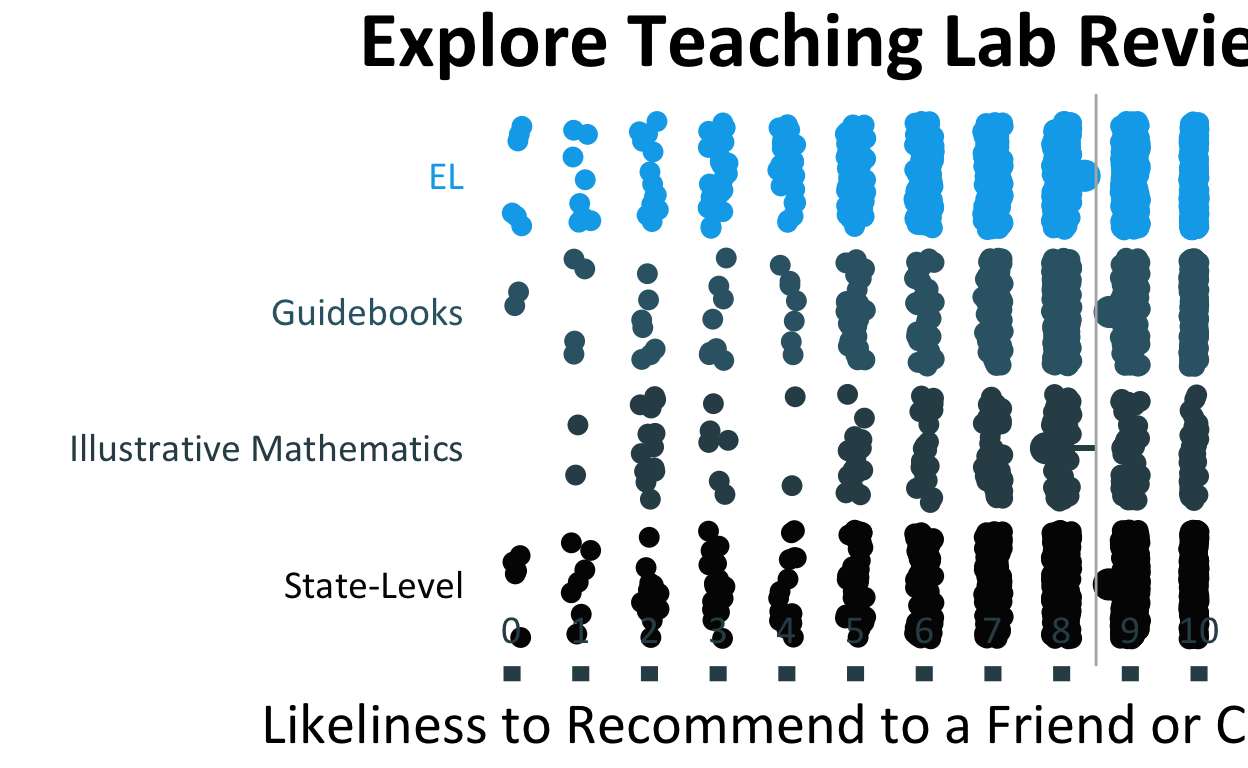 Explore Teaching Lab Revie
EL
Guidebooks
Illustrative Mathematics
State-Level
0 1 2 3 4 5 6 7 8 9 10
Likeliness to Recommend to a Friend or C